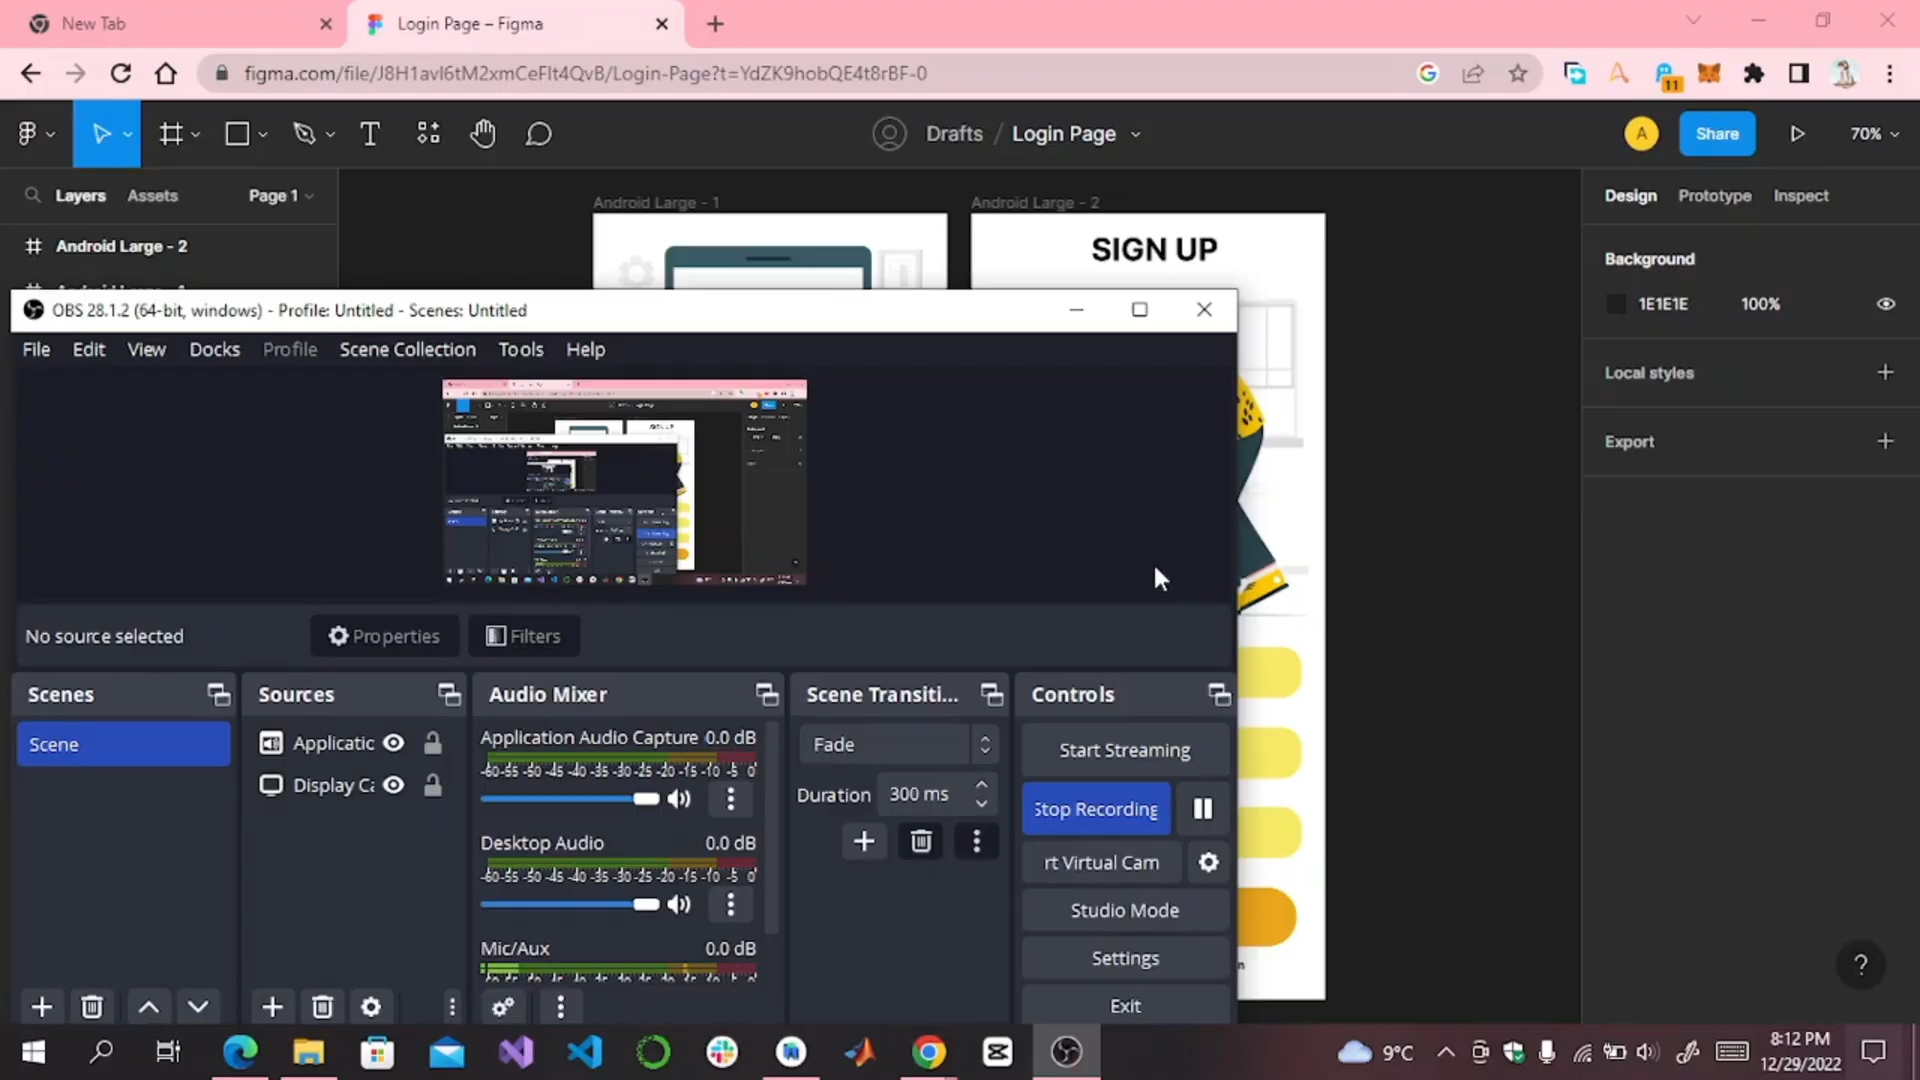 New Tab
Login Page – Figma
figma.com/file/J8H1avl6tM2xmCeFlt4QvB/Login-Page?t=YdZK9hobQE4t8rBF-0
11
Drafts / Login Page
A
Share
70%
Layers
Assets
Page 1
Design
Prototype
Inspect
Android Large - 1
Android Large - 2
Android Large - 2
SIGN UP
Background
1E1E1E
100%
Local styles
Export
OBS 28.1.2 (64-bit, windows) - Profile: Untitled - Scenes: Untitled
File
Edit
View
Docks
Profile
Scene Collection
Tools
Help
No source selected
Properties
Filters
Scenes
Sources
Audio Mixer
Scene Transiti...
Controls
Scene
Applicatic
Display Ca
Application Audio Capture 0.0 dB
-60 -55 -50 -45 -40 -35 -30 -25 -20 -15 -10 -5 0
Desktop Audio 0.0 dB
-60 -55 -50 -45 -40 -35 -30 -25 -20 -15 -10 -5 0
Mic/Aux 0.0 dB
Fade
Duration 300 ms
Start Streaming
Stop Recording
rt Virtual Cam
Studio Mode
Settings
Exit
?
9°C
8:12 PM
12/29/2022